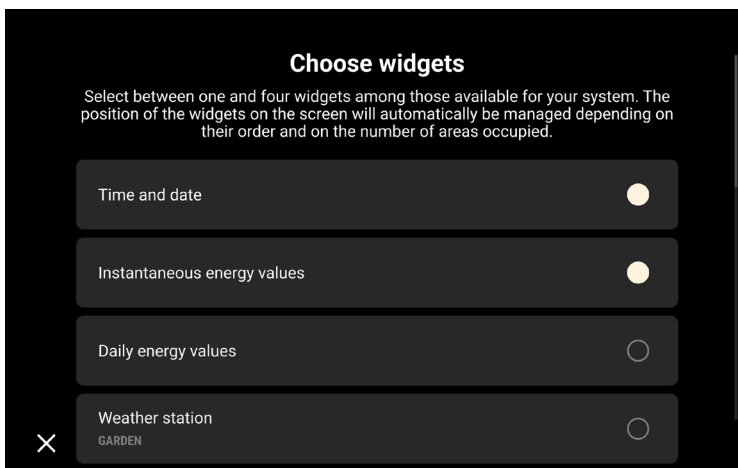 Choose widgets
Select between one and four widgets among those available for your system. The
position of the widgets on the screen will automatically be managed depending on
their order and on the number of areas occupied.
Time and date
Instantaneous energy values
Daily energy values
Weather station
GARDEN